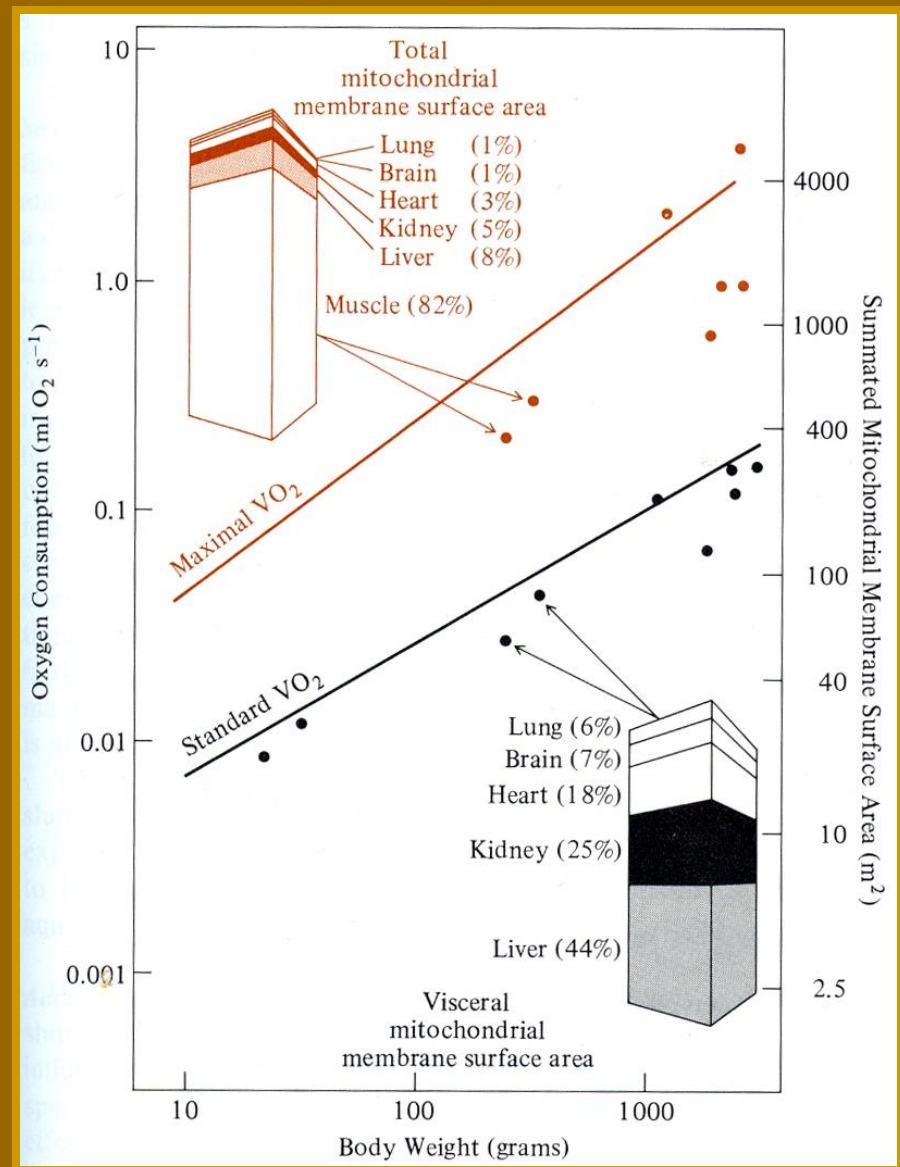 10
1.0
0.1
0.01
0.001
Oxygen Consumption (ml O₂ s⁻¹)
Total
mitochondrial
membrane surface area
Lung (1%)
Brain (1%)
Heart (3%)
Kidney (5%)
Liver (8%)
Muscle (82%)
Maximal VO₂
Standard VO₂
Lung (6%)
Brain (7%)
Heart (18%)
Kidney (25%)
Liver (44%)
Visceral
mitochondrial
membrane surface area
4000
1000
400
100
40
10
2.5
Summated Mitochondrial Membrane Surface Area (m²)
10 100 1000
Body Weight (grams)